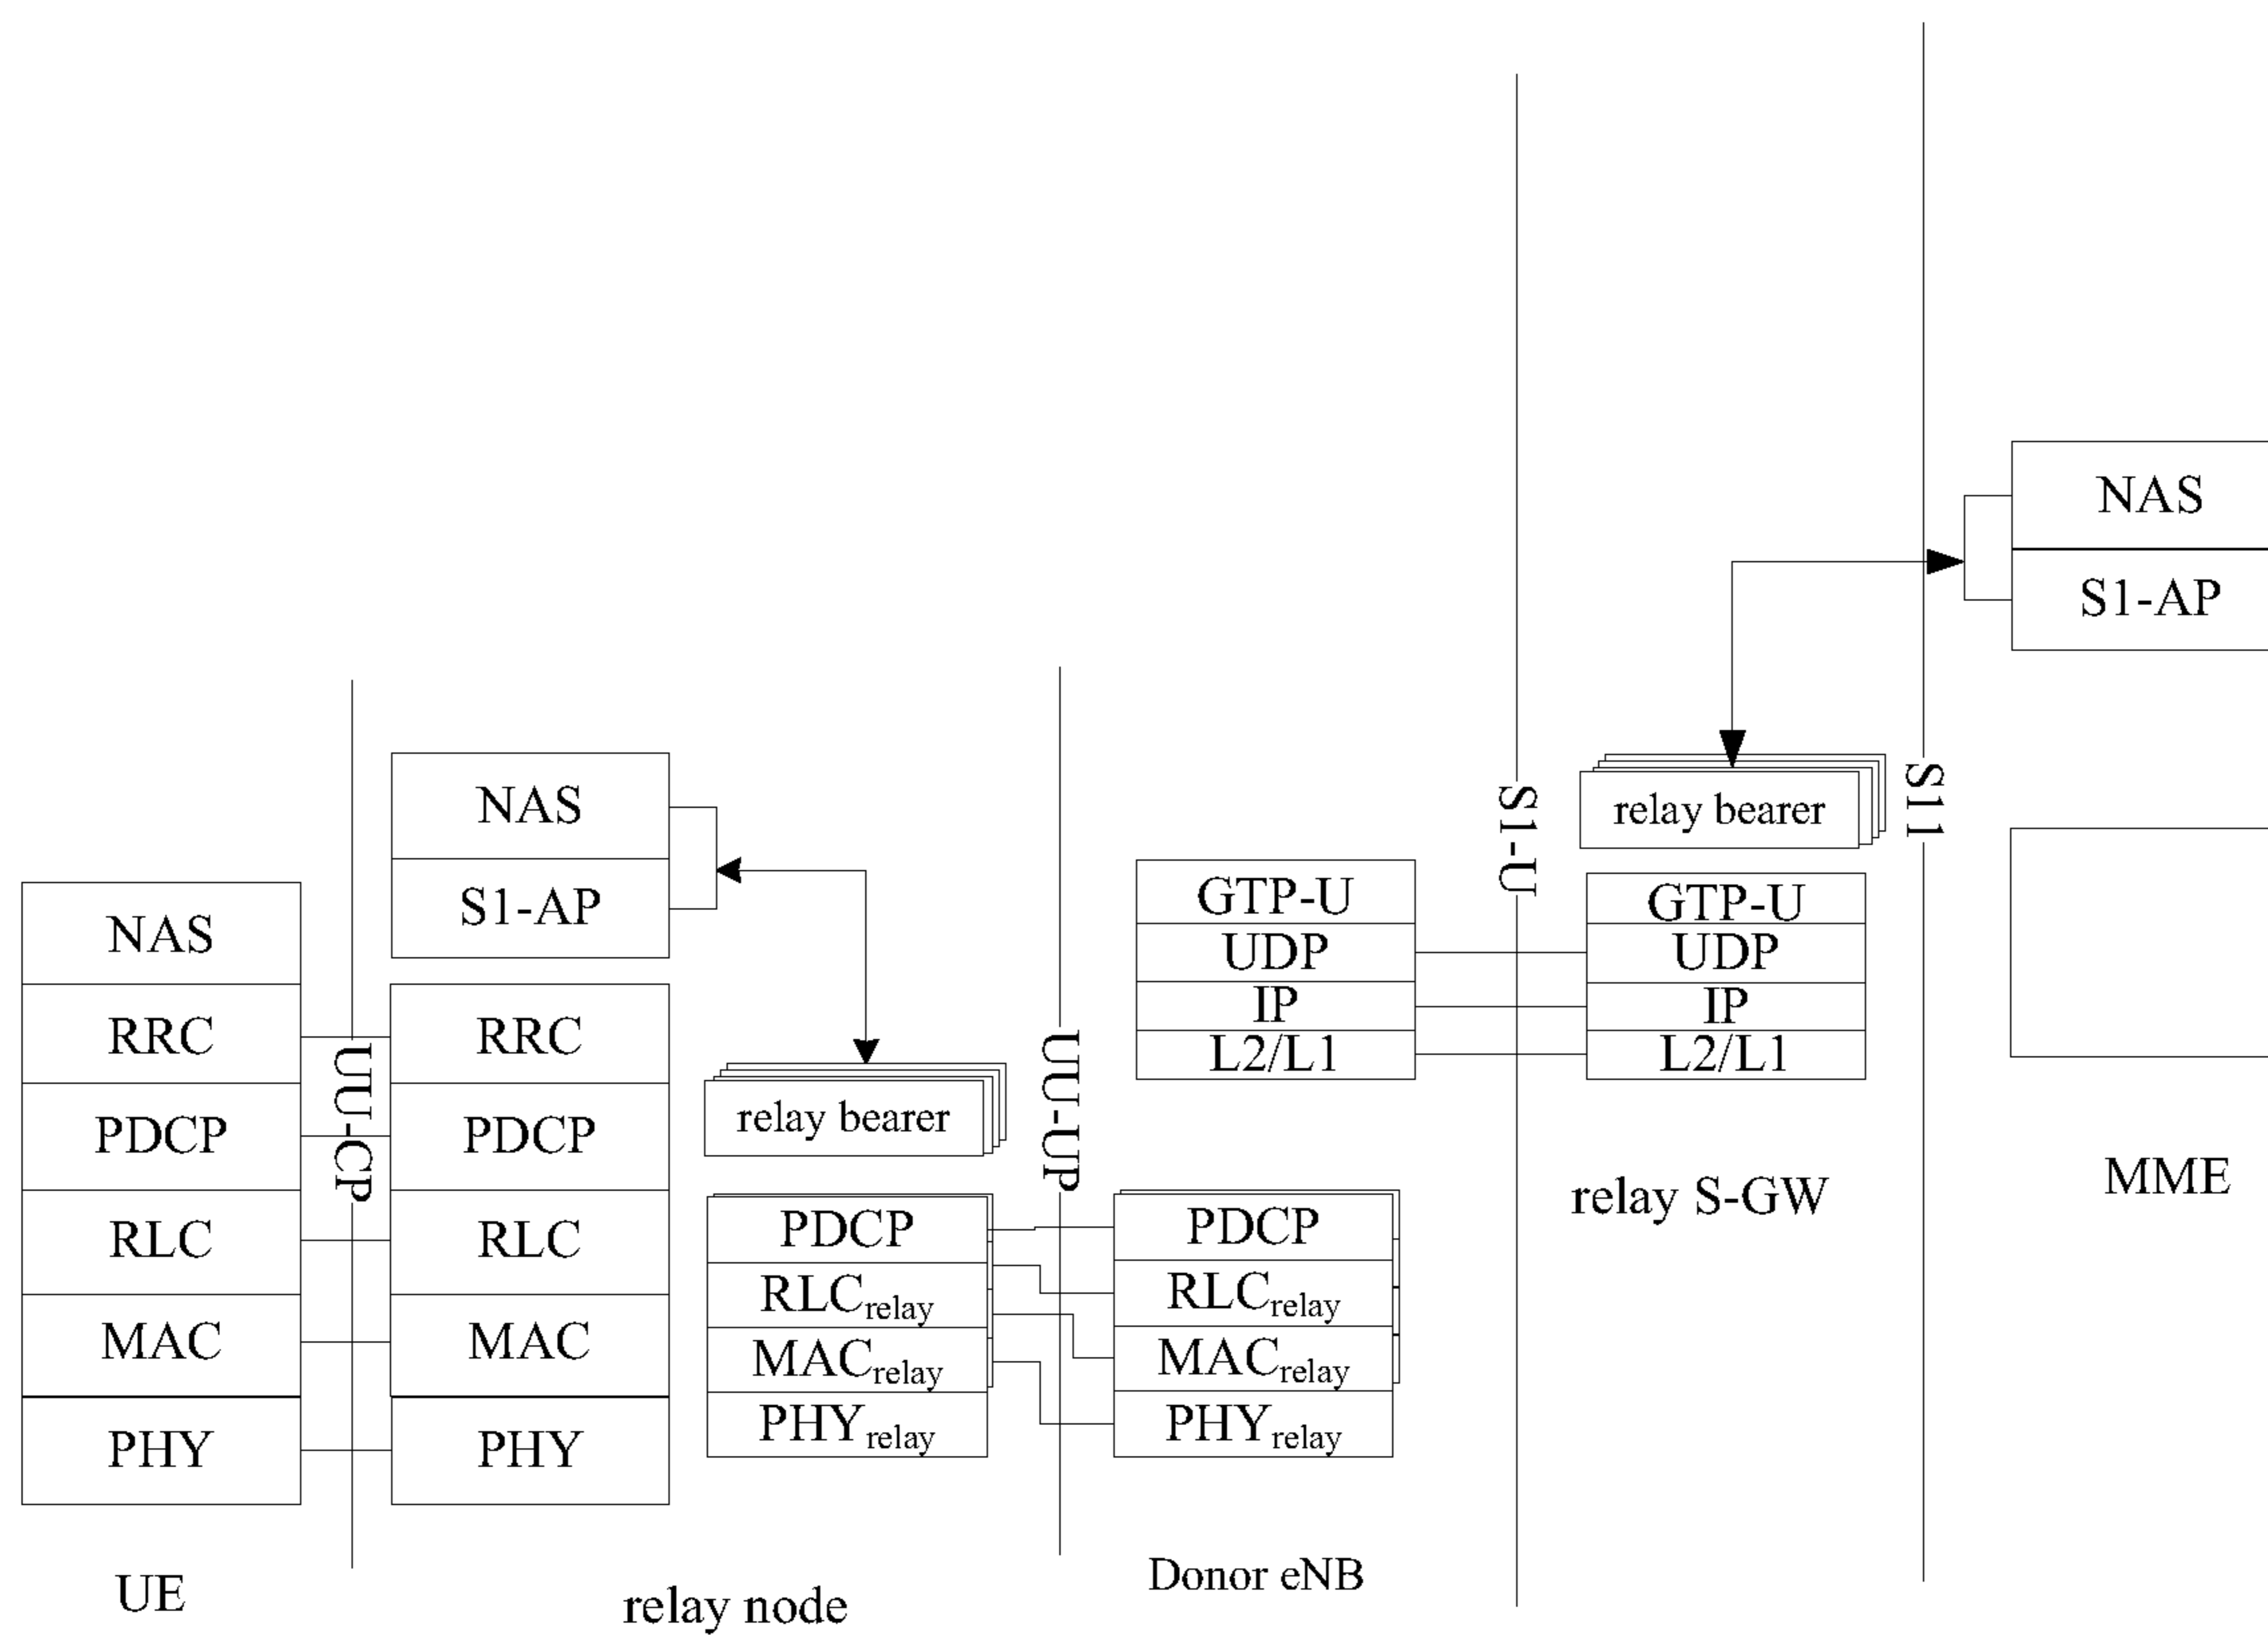 NAS
RRC
PDCP
RLC
MAC
PHY
UE
UU-CP
NAS
S1-AP
RRC
PDCP
RLC
MAC
PHY
relay bearer
PDCP
RLCrelay
MACrelay
PHYrelay
relay node
UU-UP
GTP-U
UDP
IP
L2/L1
PDCP
RLCrelay
MACrelay
PHYrelay
Donor eNB
S1-U
relay bearer
GTP-U
UDP
IP
L2/L1
relay S-GW
S11
NAS
S1-AP
MME